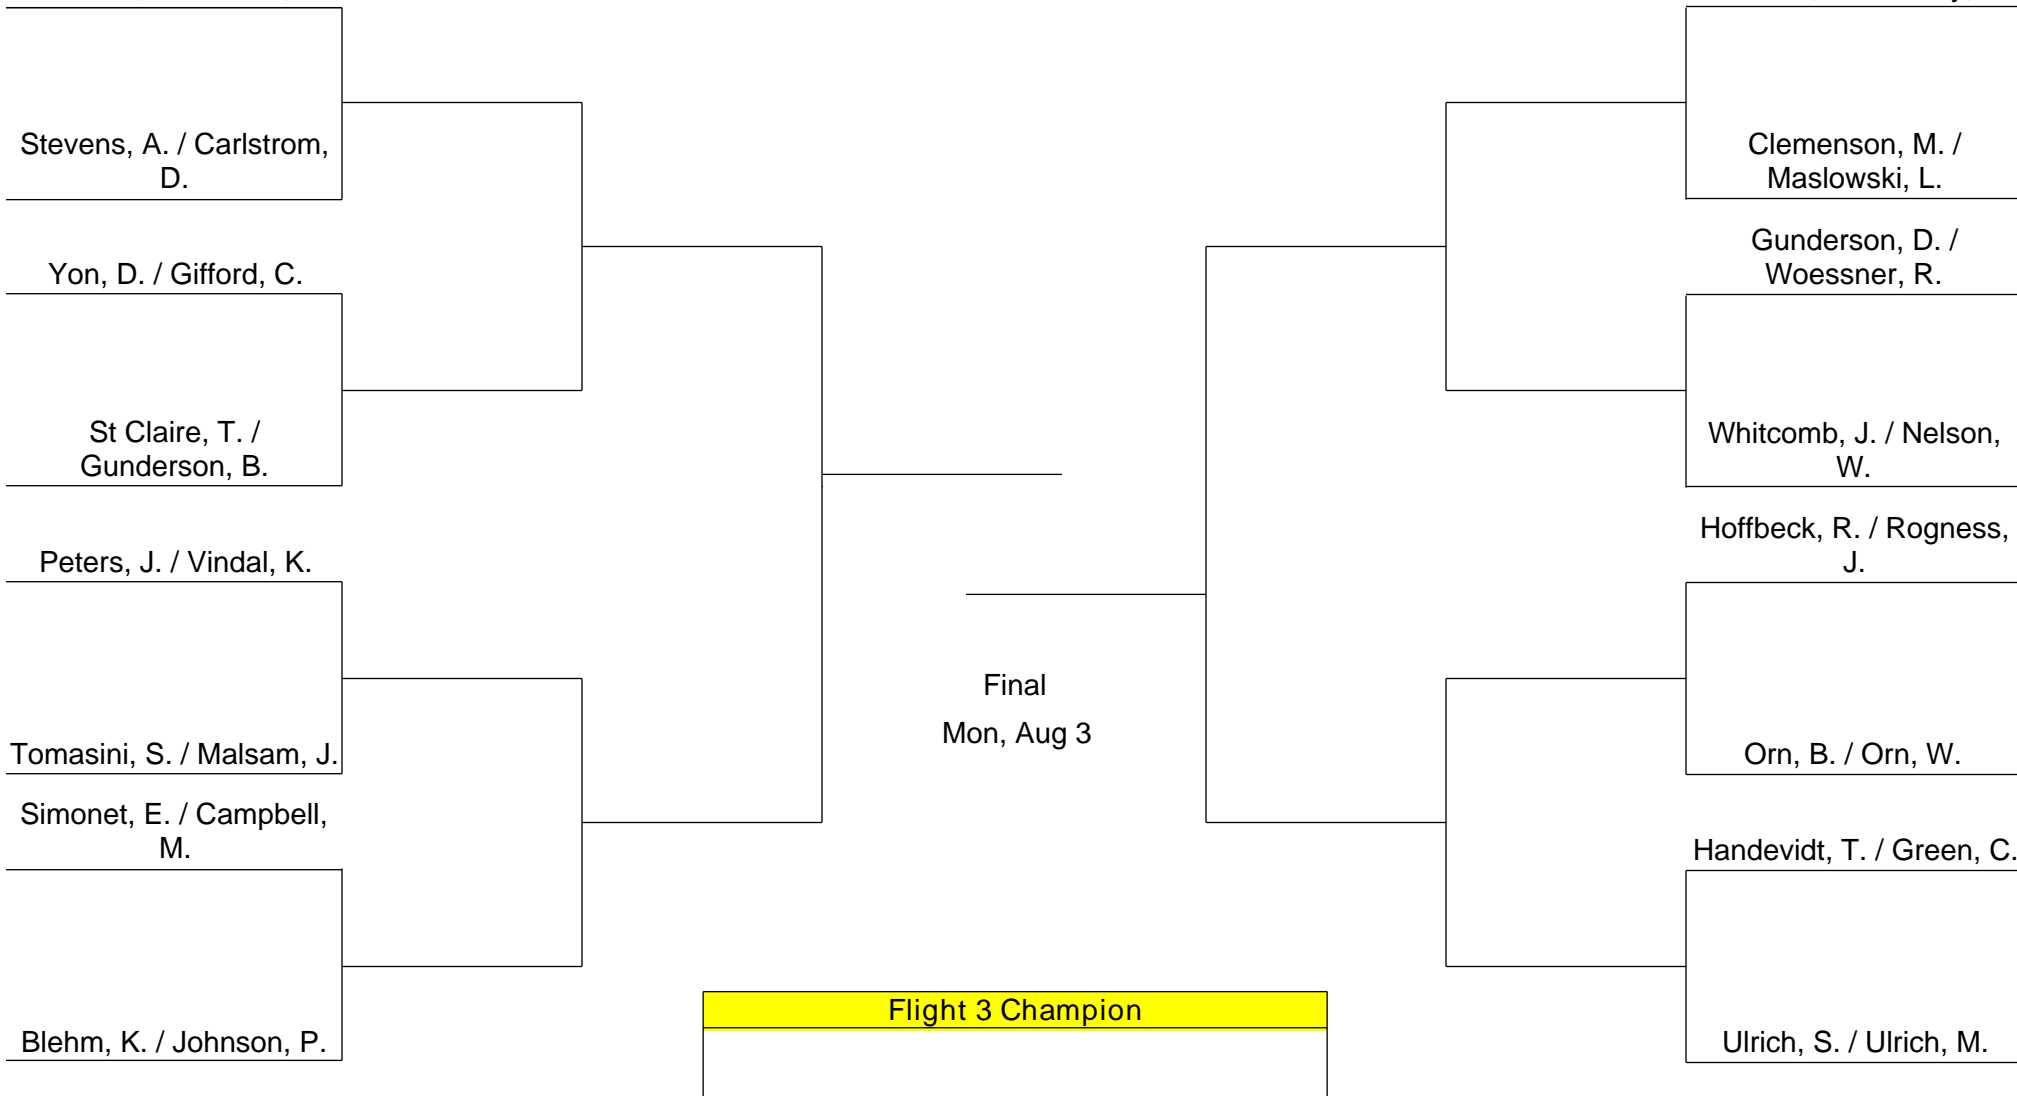 Stevens, A. / Carlstrom,
D.
Yon, D. / Gifford, C.
St Claire, T. /
Gunderson, B.
Peters, J. / Vindal, K.
Tomasini, S. / Malsam, J.
Simonet, E. / Campbell,
M.
Blehm, K. / Johnson, P.
Final
Mon, Aug 3
Flight 3 Champion
Clemenson, M. /
Maslowski, L.
Gunderson, D. /
Woessner, R.
Whitcomb, J. / Nelson,
W.
Hoffbeck, R. / Rogness,
J.
Orn, B. / Orn, W.
Handevidt, T. / Green, C.
Ulrich, S. / Ulrich, M.